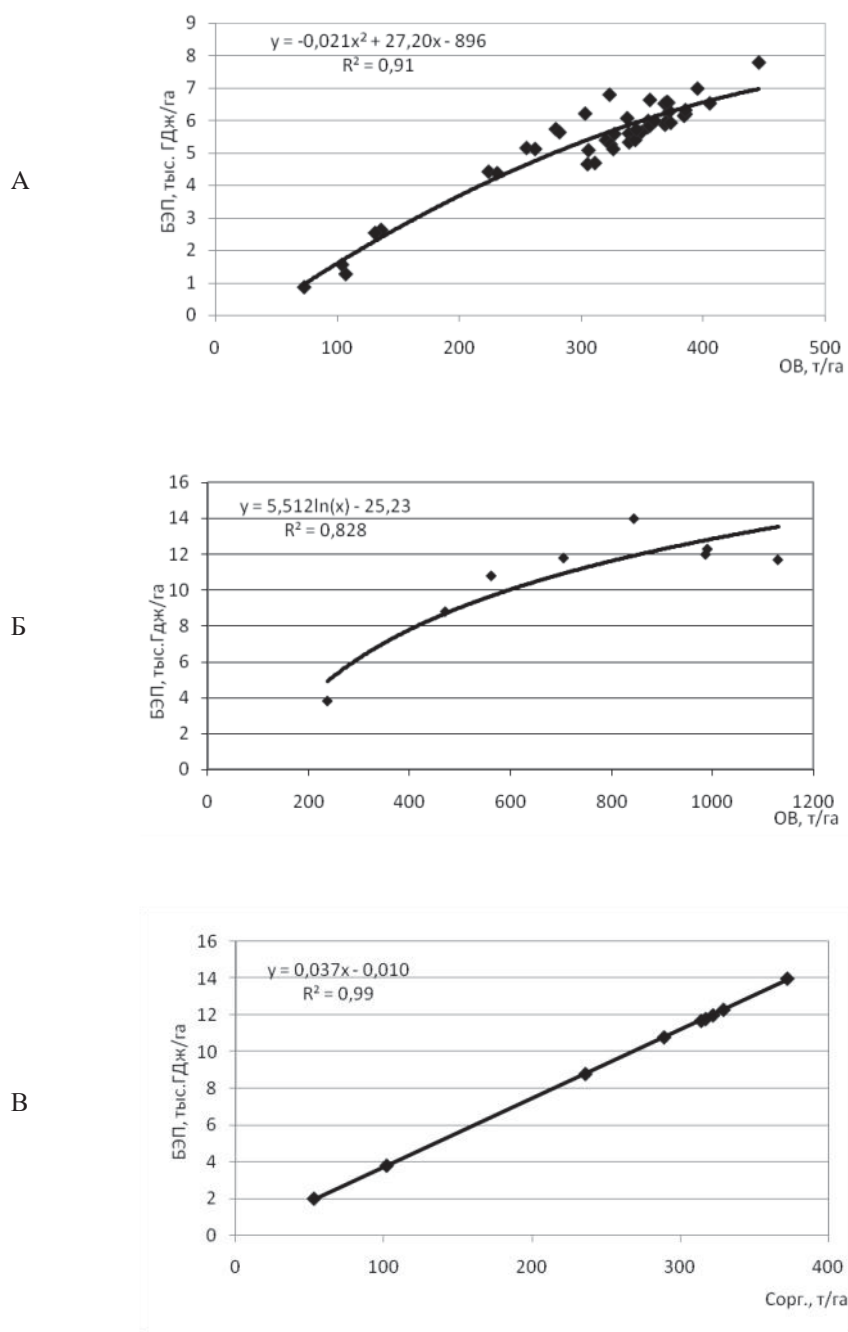 А
9
8
7
6
5
4
3
2
1
0
БЭП, тыс. ГДж/га
y = -0,021x² + 27,20x - 896
R² = 0,91
0 100 200 300 400 500
ОВ, т/га
Б
16
14
12
10
8
6
4
2
0
БЭП, тыс.ГДж/га
y = 5,512ln(x) - 25,23
R² = 0,828
0 200 400 600 800 1000 1200
ОВ, т/га
В
16
14
12
10
8
6
4
2
0
БЭП, тыс.ГДж/га
y = 0,037x - 0,010
R² = 0,99
0 100 200 300 400
Сорг., т/га